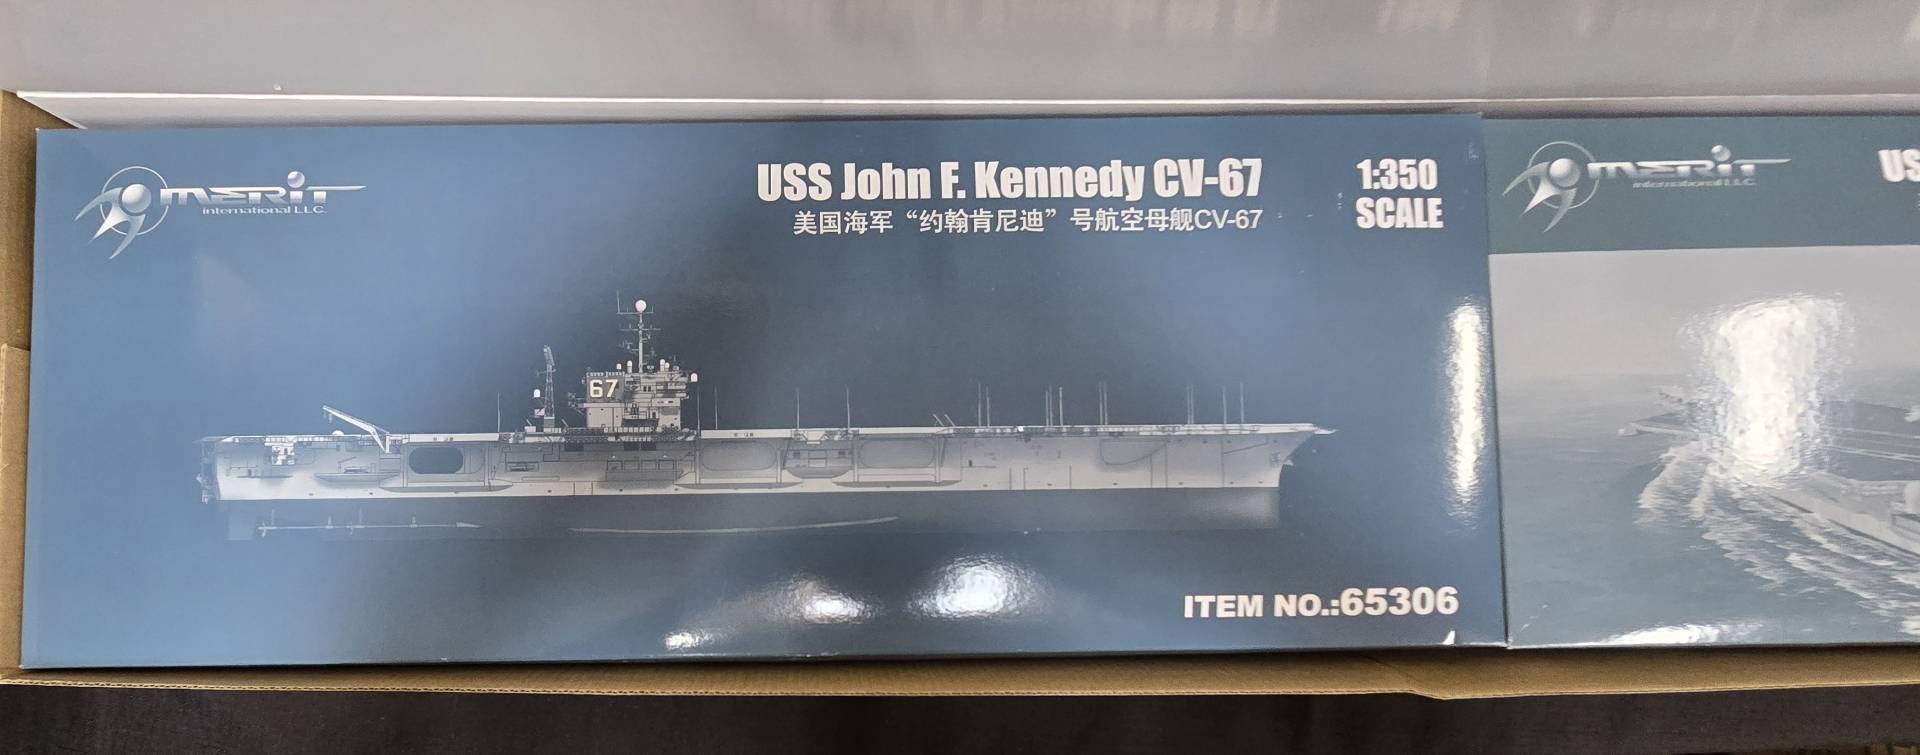 MERIT
international L.L.C.
USS John F. Kennedy CV-67
美国海军“约翰肯尼迪”号航空母舰CV-67
1:350
SCALE
67
ITEM NO.:65306
MERIT
international L.L.C.
US